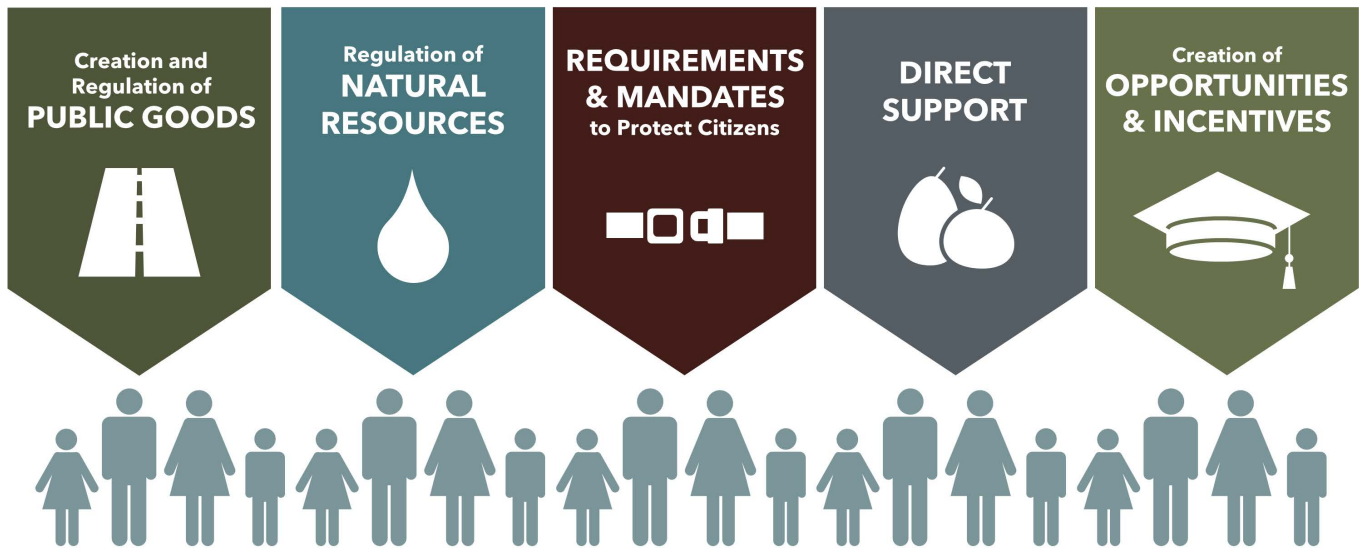 Creation and
Regulation of
PUBLIC GOODS
Regulation of
NATURAL
RESOURCES
REQUIREMENTS
& MANDATES
to Protect Citizens
DIRECT
SUPPORT
Creation of
OPPORTUNITIES
& INCENTIVES